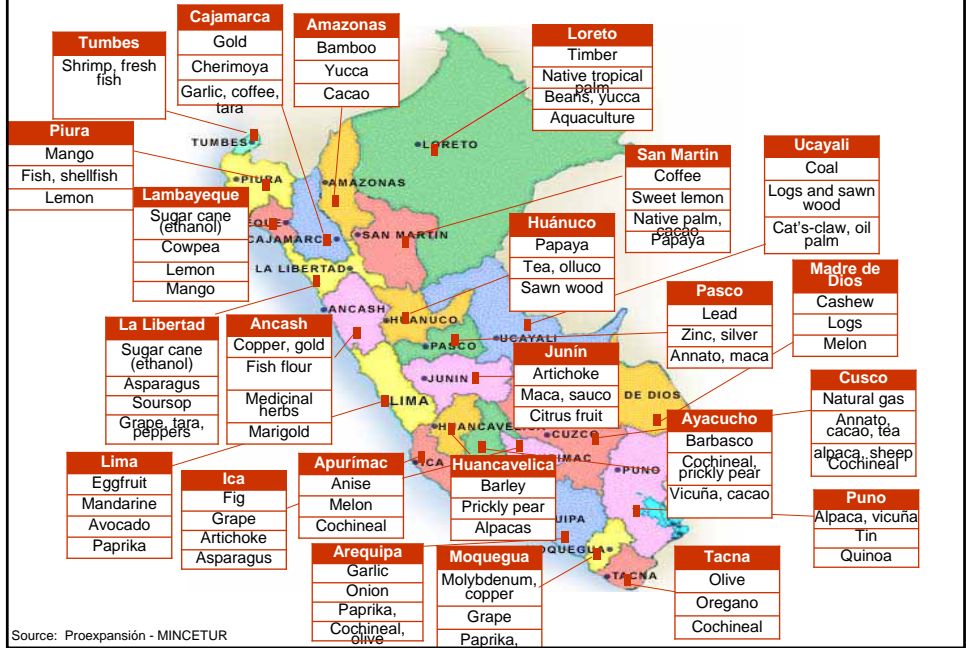 Cajamarca
Gold
Cherimoya
Garlic, coffee,
tara
Amazonas
Bamboo
Yucca
Cacao
Tumbes
Shrimp, fresh
fish
Loreto
Timber
Native tropical
palm
Beans, yucca
Aquaculture
Piura
Mango
Fish, shellfish
Lemon
Lambayeque
Sugar cane
(ethanol)
Cowpea
Lemon
Mango
San Martin
Coffee
Sweet lemon
Native palm,
cacao
Papaya
Ucayali
Coal
Logs and sawn
wood
Cat's-claw, oil
palm
Huánuco
Papaya
Tea, olluco
Sawn wood
Madre de
Dios
Cashew
Logs
Melon
Pasco
Lead
Zinc, silver
Annato, maca
La Libertad
Sugar cane
(ethanol)
Asparagus
Soursop
Grape, tara,
peppers
Ancash
Copper, gold
Fish flour
Medicinal
herbs
Marigold
Junín
Artichoke
Maca, sauco
Citrus fruit
Cusco
Natural gas
Annato,
cacao, tea
alpaca, sheep
Cochineal
Ayacucho
Barbasco
Cochineal,
prickly pear
Vicuña, cacao
Lima
Eggfruit
Mandarine
Avocado
Paprika
Ica
Fig
Grape
Artichoke
Asparagus
Apurímac
Anise
Melon
Cochineal
Huancavelica
Barley
Prickly pear
Alpacas
Puno
Alpaca, vicuña
Tin
Quinoa
Arequipa
Garlic
Onion
Paprika,
Cochineal,
olive
Moquegua
Molybdenum,
copper
Grape
Paprika,
Tacna
Olive
Oregano
Cochineal
TUMBES
PIURA
LORETO
AMAZONAS
QUE
CAJAMARC
SAN MARTIN
LA LIBERTAD
ANCASH
HUANUCO
PASCO
UCAYALI
JUNIN
LIMA
DE DIOS
HUANCAVELIC
CUZCO
ICA
IMAC
PUNO
UIPA
OQUEGUA
TACNA
Source: Proexpansión - MINCETUR